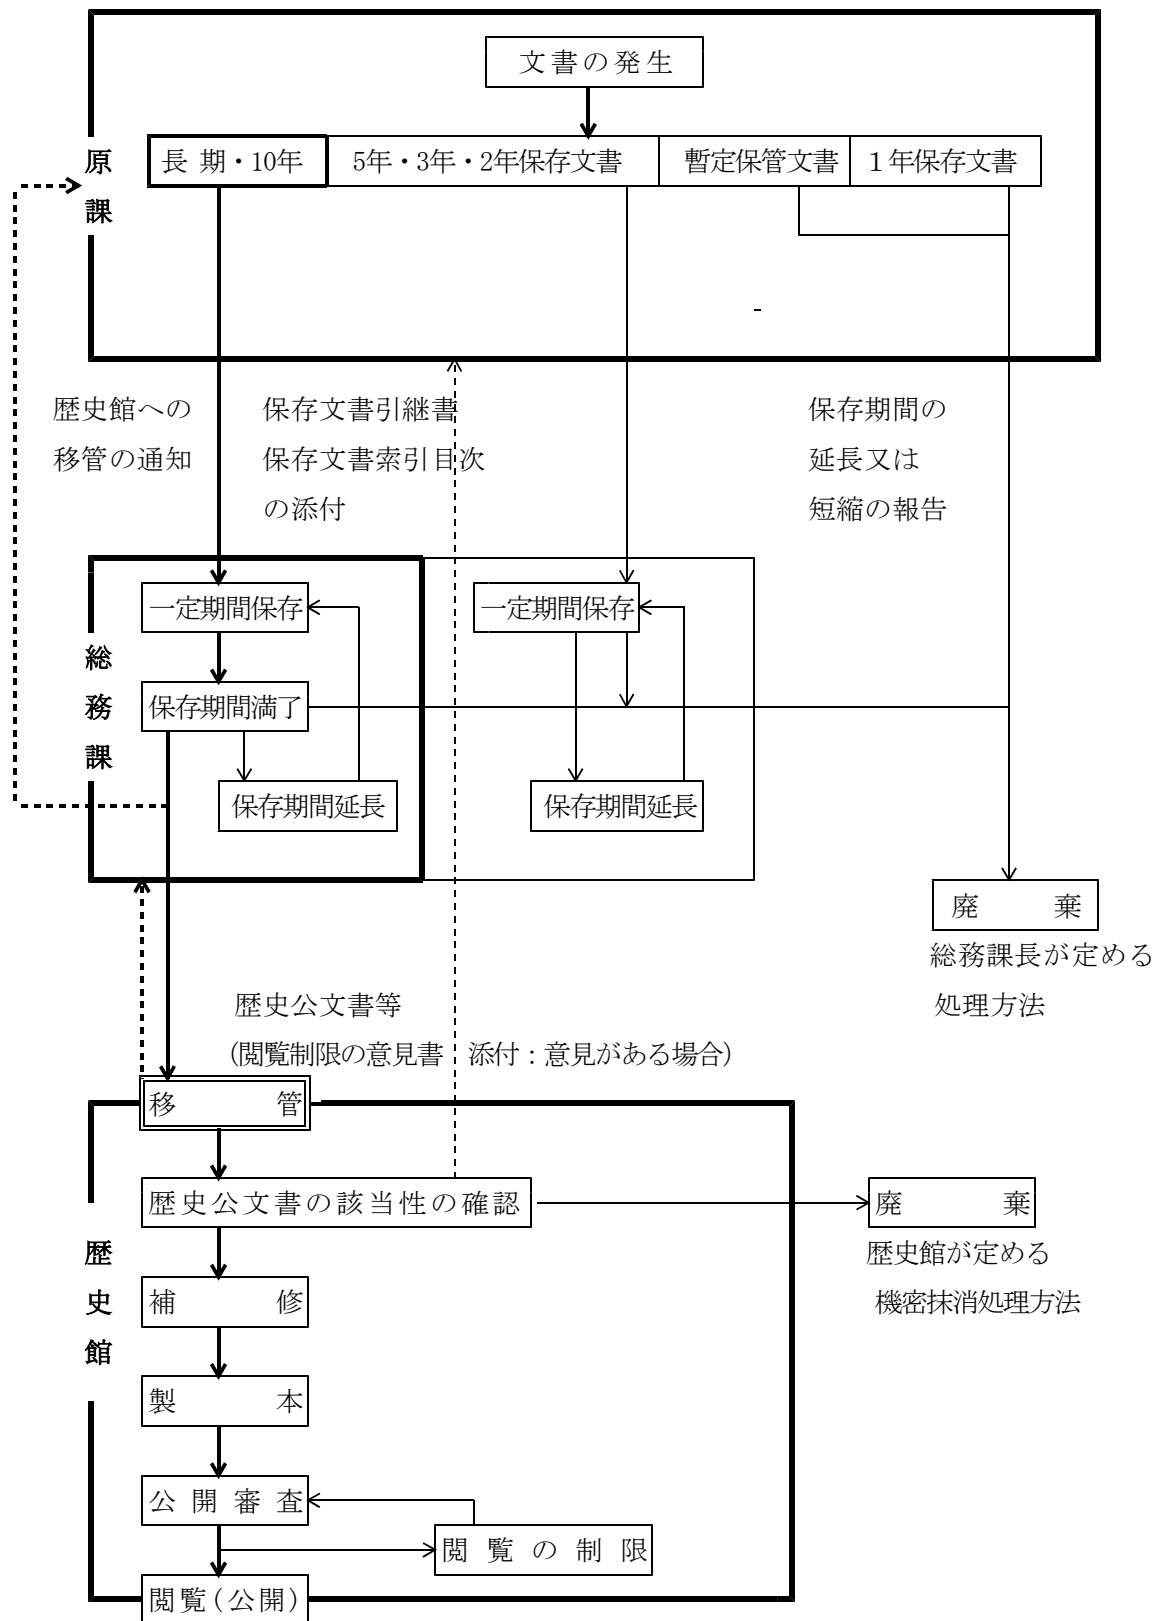 文書の発生
原課
長 期・10年
5年・3年・2年保存文書
暫定保管文書
１年保存文書
-
歴史館への
移管の通知
保存文書引継書
保存文書索引目次
の添付
保存期間の
延長又は
短縮の報告
総務課
一定期間保存
一定期間保存
保存期間満了
保存期間延長
保存期間延長
廃 棄
総務課長が定める
処理方法
歴史公文書等
(閲覧制限の意見書 添付：意見がある場合)
移 管
歴史館
歴史公文書の該当性の確認
廃 棄
歴史館が定める
機密抹消処理方法
補 修
製 本
公 開 審 査
閲 覧 の 制 限
閲覧(公開)